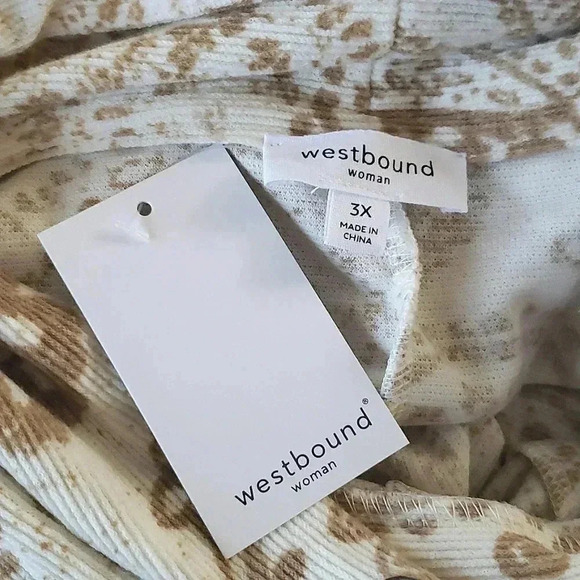 westbound
woman
3X
MADE IN
CHINA
westbound®
woman